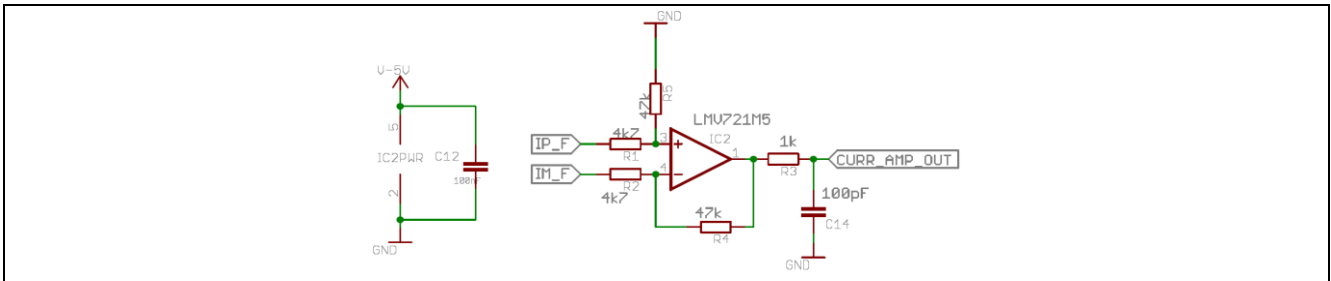 GND
V-5V
5
IC2PWR
2
C12
100nF
GND
47k
R5
LMV721M5
IC2
IP_F
4k7
R1
3
+
IM_F
R2
4k7
4
-
1
1k
R3
CURR_AMP_OUT
47k
R4
100pF
C14
GND